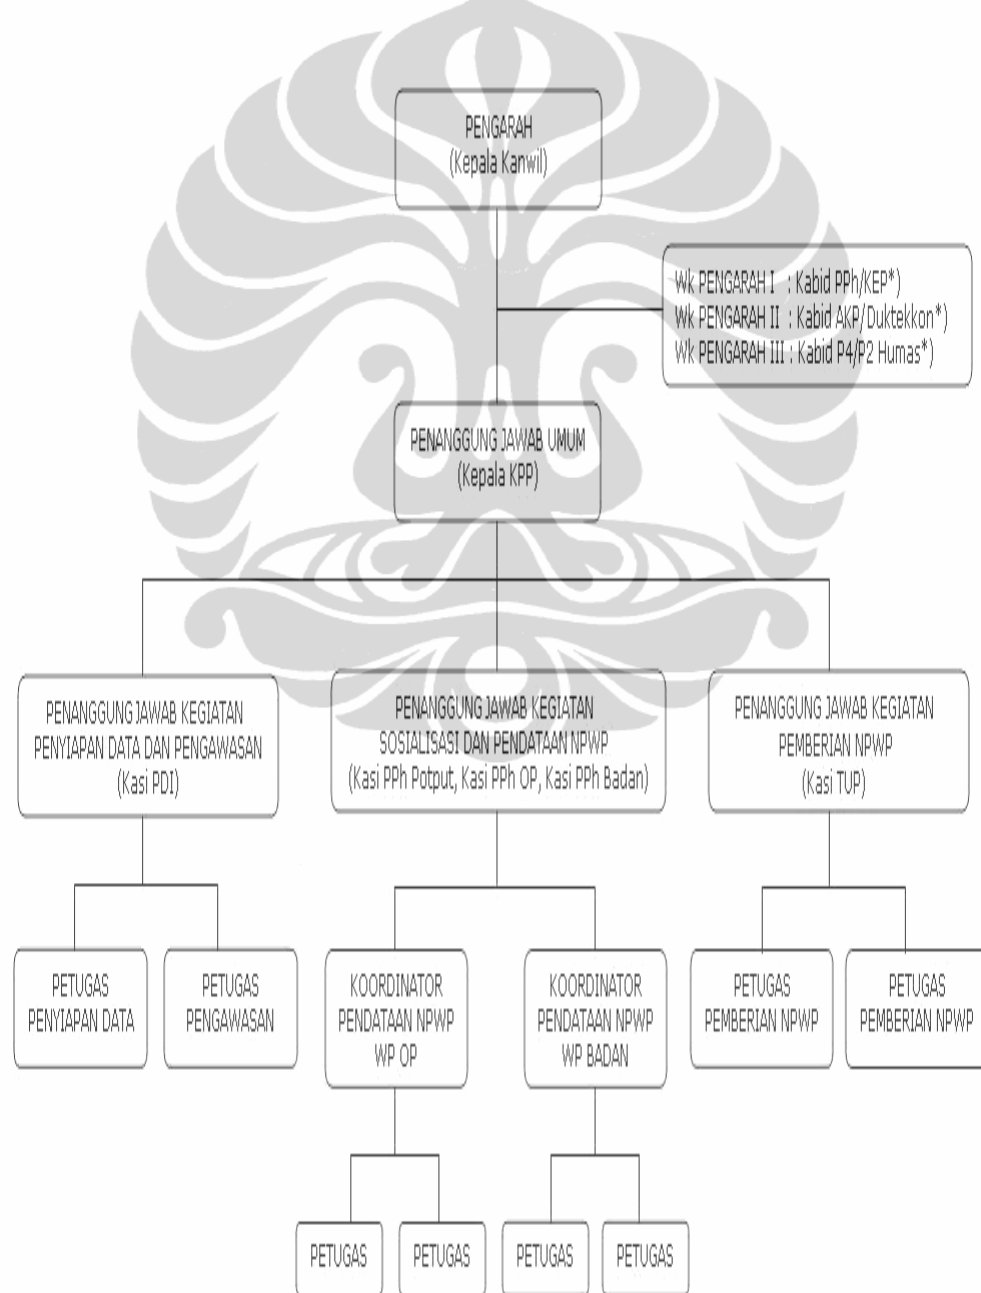 PENGARAH
(Kepala Kanwil)
Wk PENGARAH I : Kabid PPh/KEP*)
Wk PENGARAH II : Kabid AKP/Duktekkon*)
Wk PENGARAH III : Kabid P4/P2 Humas*)
PENANGGUNG JAWAB UMUM
(Kepala KPP)
PENANGGUNG JAWAB KEGIATAN
PENYIAPAN DATA DAN PENGAWASAN
(Kasi PDI)
PENANGGUNG JAWAB KEGIATAN
SOSIALISASI DAN PENDATAAN NPWP
(Kasi PPh Potput, Kasi PPh OP, Kasi PPh Badan)
PENANGGUNG JAWAB KEGIATAN
PEMBERIAN NPWP
(Kasi TUP)
PETUGAS
PENYIAPAN DATA
PETUGAS
PENGAWASAN
KOORDINATOR
PENDATAAN NPWP
WP OP
KOORDINATOR
PENDATAAN NPWP
WP BADAN
PETUGAS
PEMBERIAN NPWP
PETUGAS
PEMBERIAN NPWP
PETUGAS
PETUGAS
PETUGAS
PETUGAS